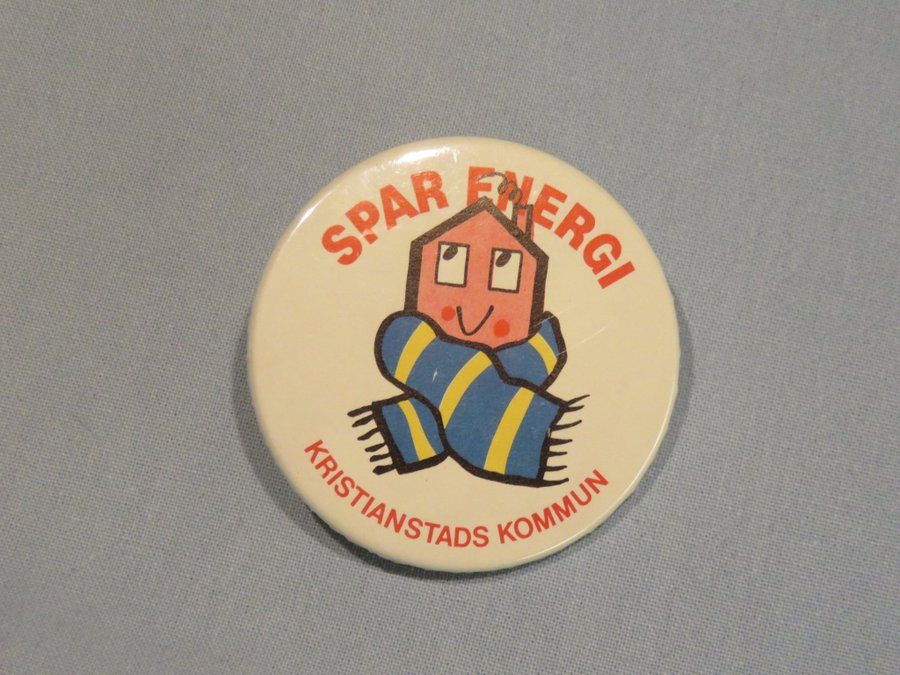 SPAR ENERGI
KRISTIANSTADS KOMMUN